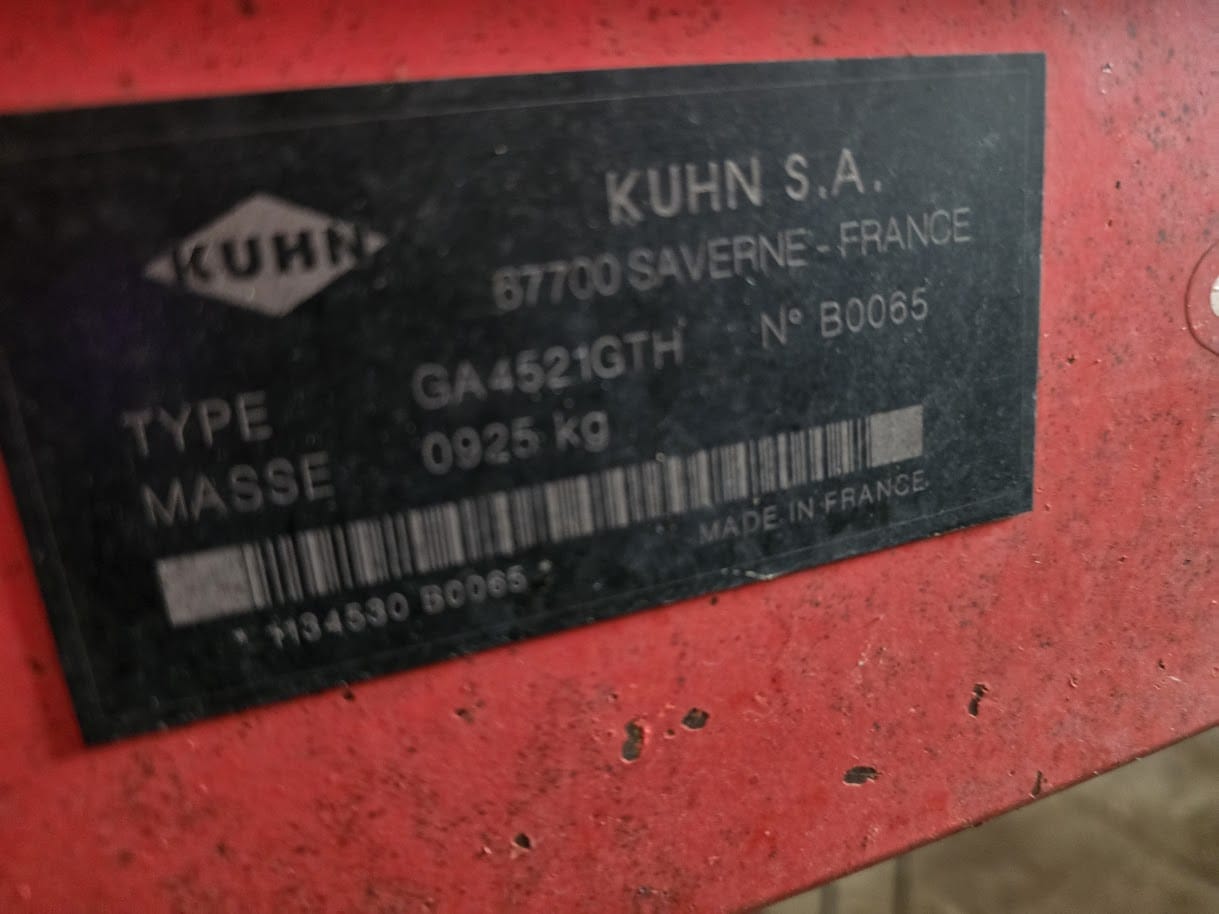 KUHN
KUHN S.A.
67700 SAVERNE - FRANCE
TYPE GA4521GTH N° B0065
MASSE 0925 kg
MADE IN FRANCE
* 1134530 B0065 *